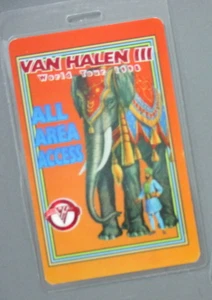 VAN HALEN III
World Tour 1998
ALL
AREA
ACCESS